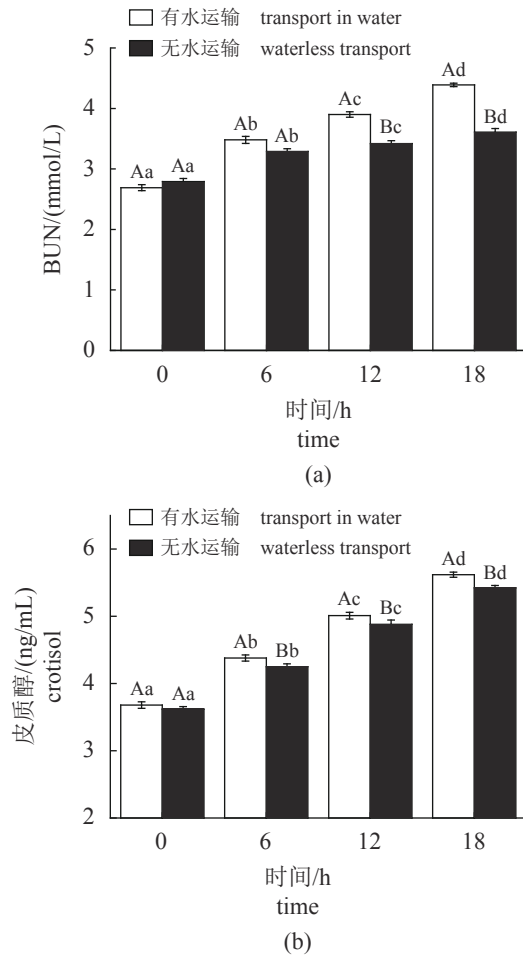 有水运输 transport in water
无水运输 waterless transport
BUN/(mmol/L)
5
4
3
2
1
0
Aa Aa Ab Ab Ac Bc Ad Bd
0 6 12 18
时间/h
time
(a)
有水运输 transport in water
无水运输 waterless transport
皮质醇/(ng/mL)
crotisol
6
5
4
3
2
Aa Aa Ab Bb Ac Bc Ad Bd
0 6 12 18
时间/h
time
(b)